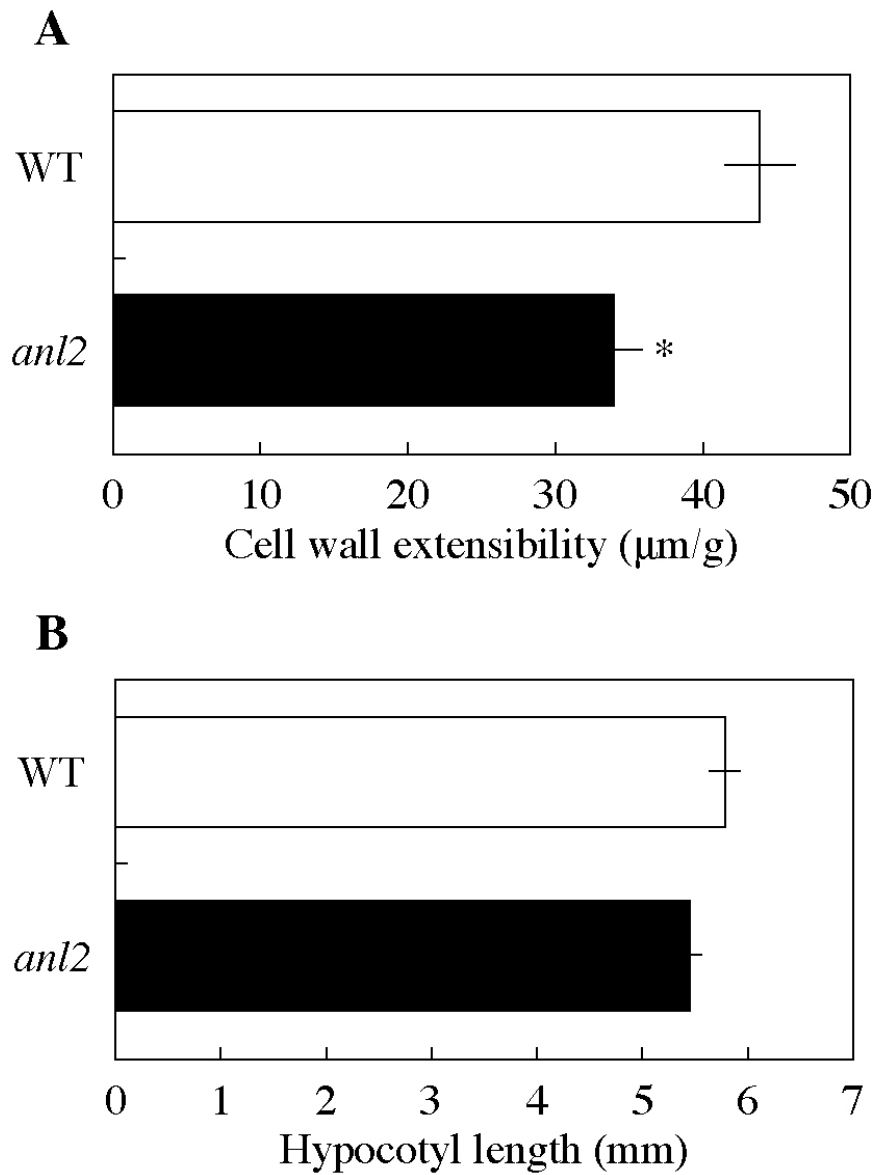 A
WT
anl2 *
0 10 20 30 40 50
Cell wall extensibility (μm/g)
B
WT
anl2
0 1 2 3 4 5 6 7
Hypocotyl length (mm)